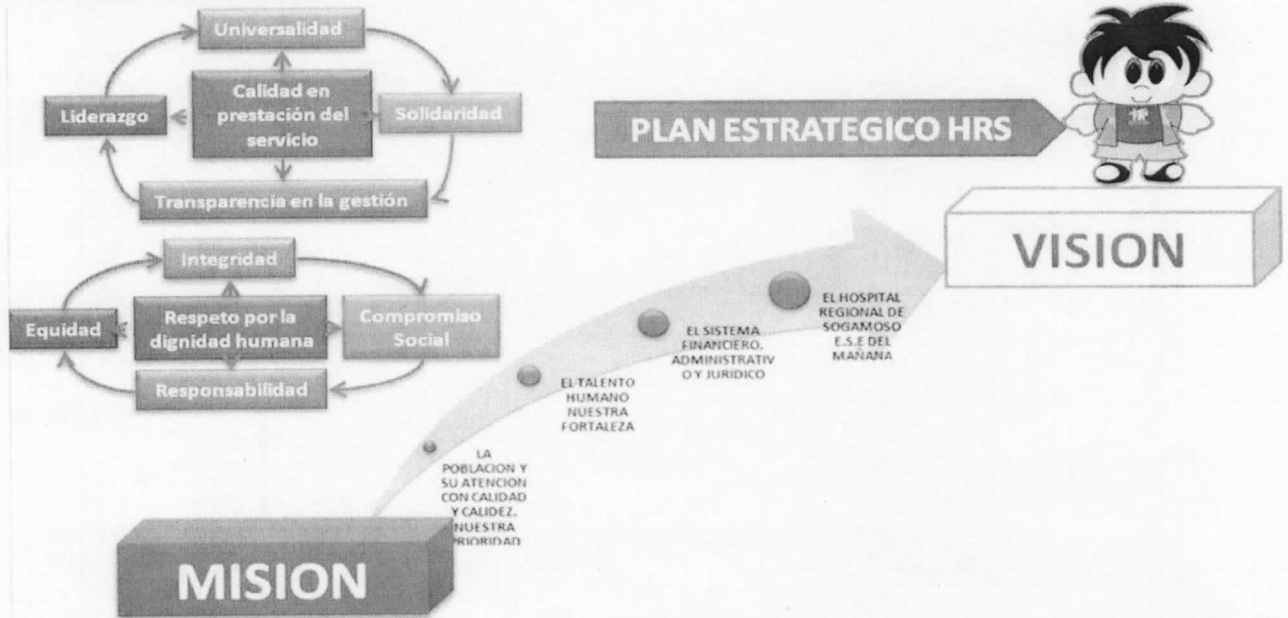 Universalidad
Liderazgo
Calidad en
prestación del
servicio
Solidaridad
Transparencia en la gestión
Integridad
Equidad
Respeto por la
dignidad humana
Compromiso
Social
Responsabilidad
PLAN ESTRATEGICO HRS
VISION
EL HOSPITAL
REGIONAL DE
SOGAMOSO
E.S.E DEL
MAÑANA
EL SISTEMA
FINANCIERO,
ADMINISTRATIV
O Y JURIDICO
EL TALENTO
HUMANO
NUESTRA
FORTALEZA
LA
POBLACION Y
SU ATENCION
CON CALIDAD
Y CALIDEZ.
NUESTRA
PRIORIDAD
MISION